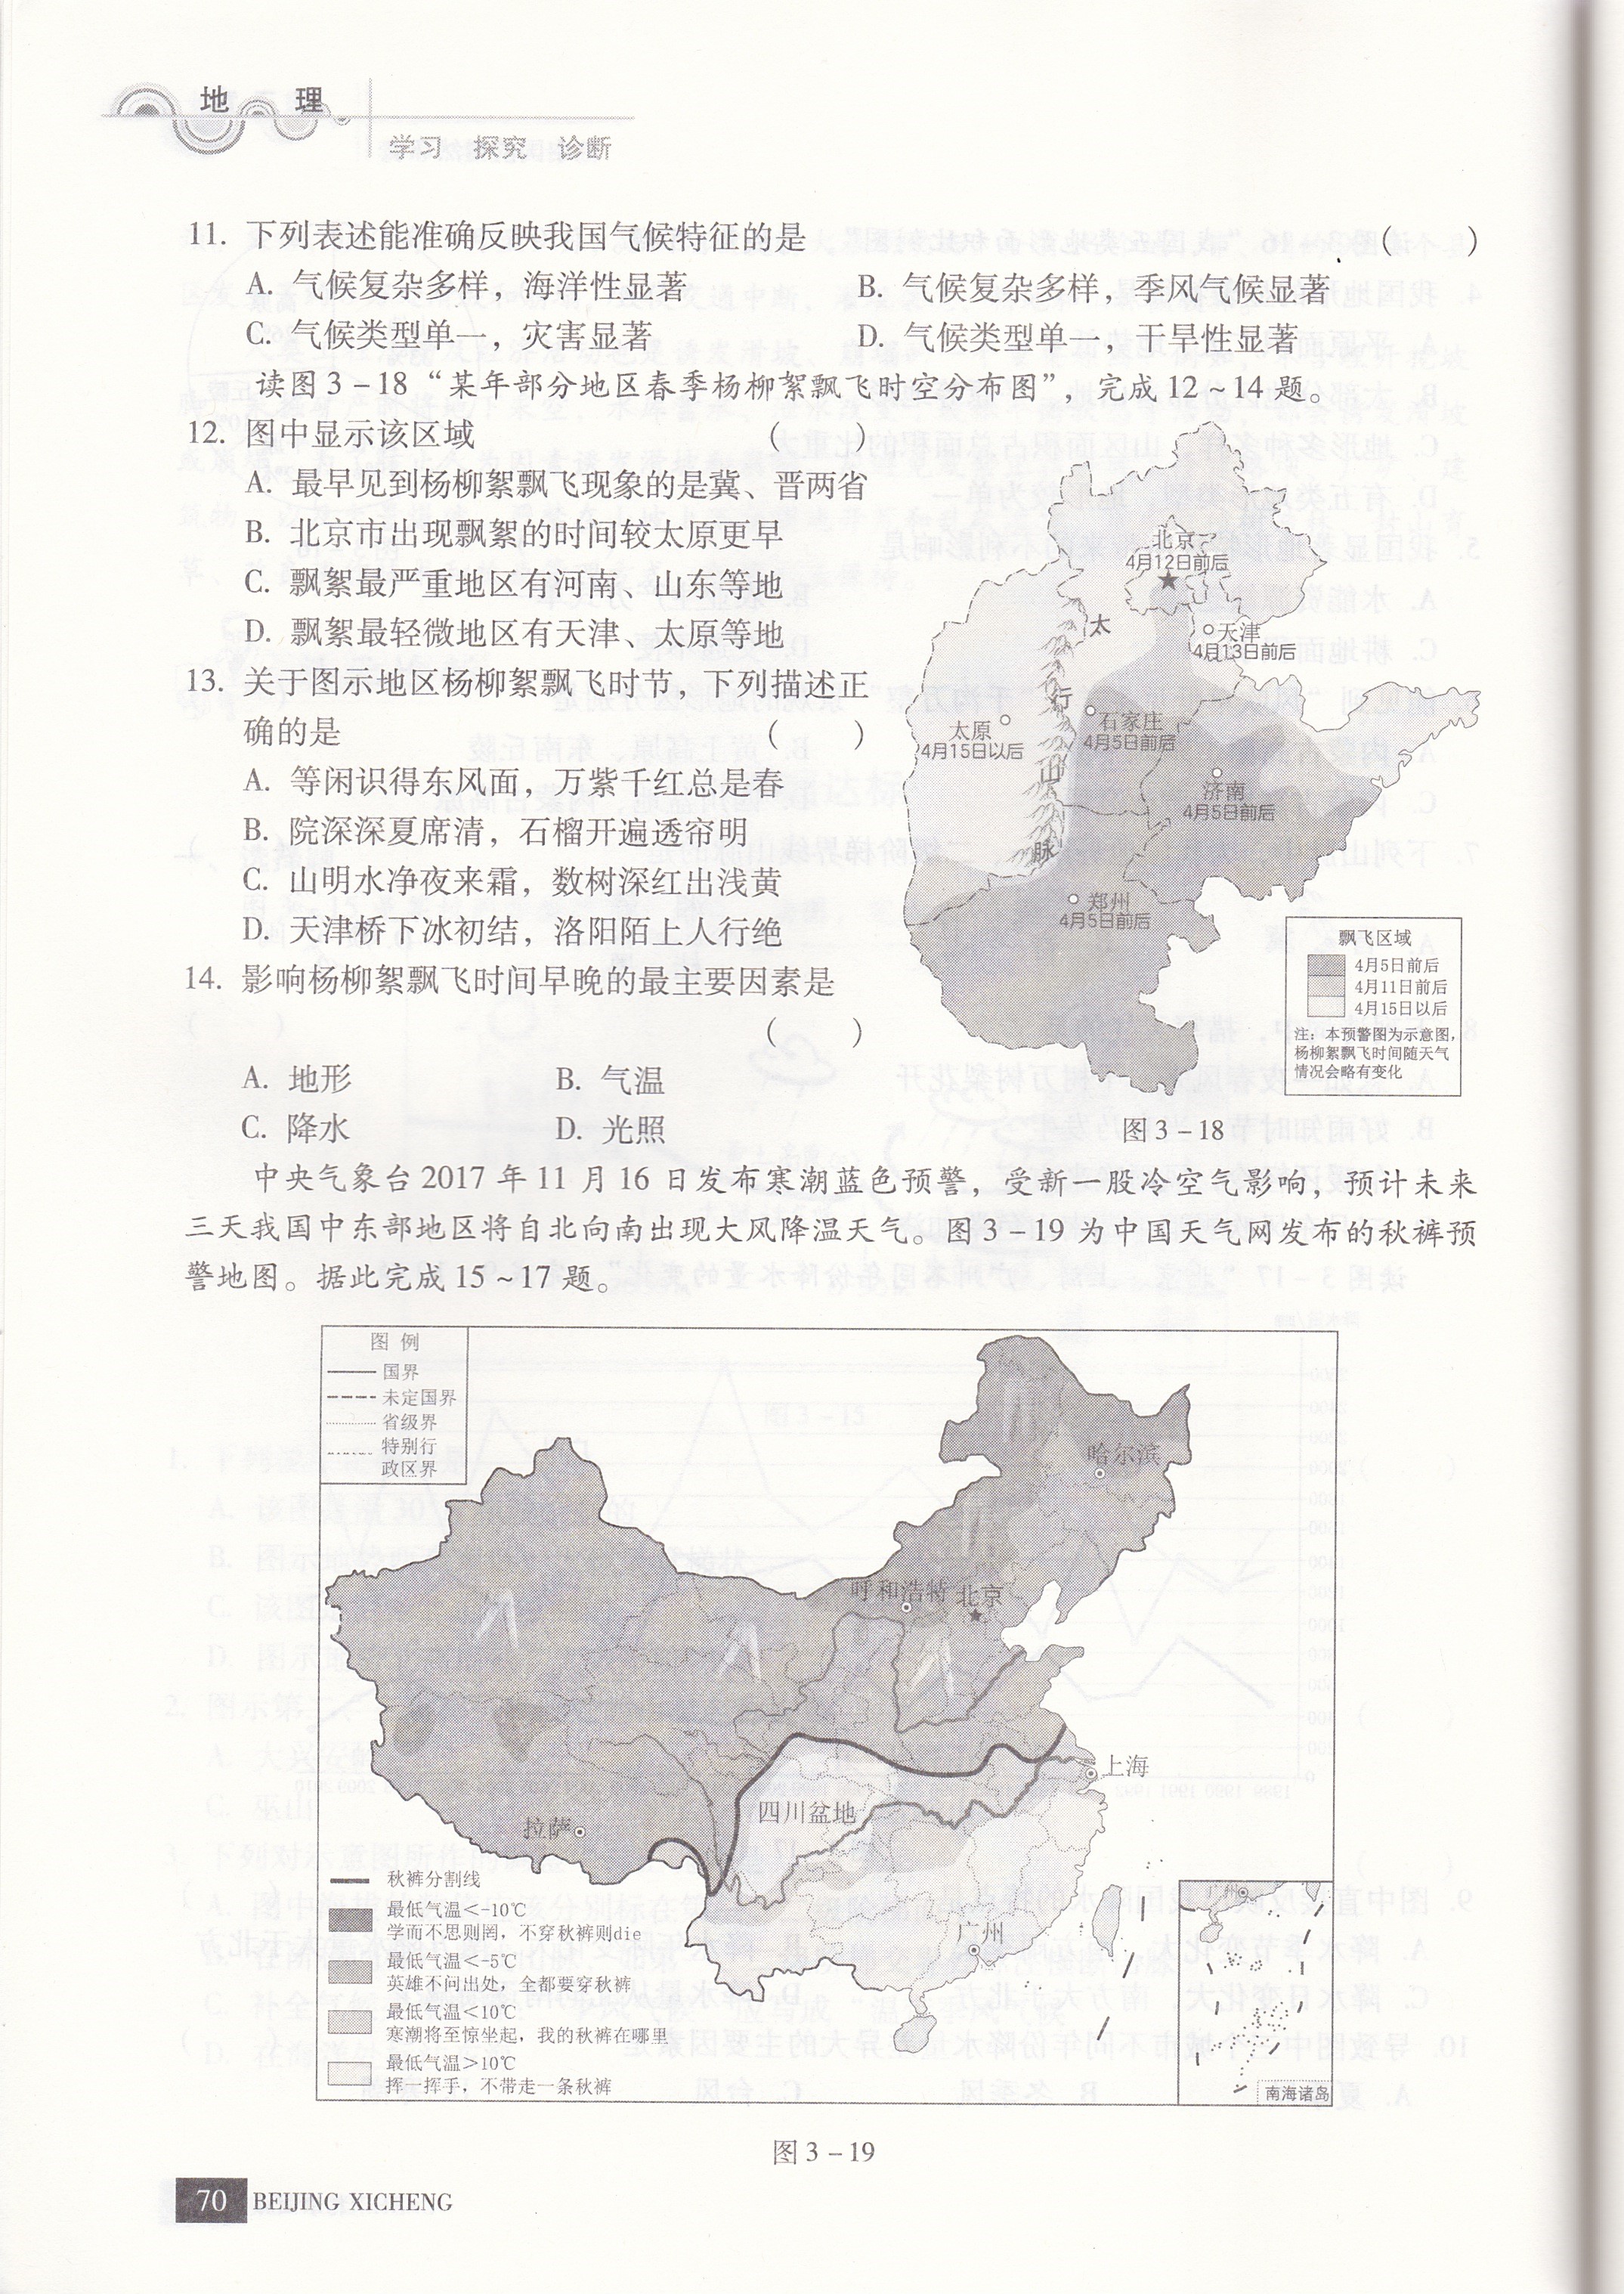 地 理
学习 探究 诊断
11. 下列表述能准确反映我国气候特征的是 ( )
A. 气候复杂多样，海洋性显著 B. 气候复杂多样，季风气候显著
C. 气候类型单一，灾害显著 D. 气候类型单一，干旱性显著
读图3－18“某年部分地区春季杨柳絮飘飞时空分布图”，完成12～14题。
12. 图中显示该区域 ( )
A. 最早见到杨柳絮飘飞现象的是冀、晋两省
B. 北京市出现飘絮的时间较太原更早
C. 飘絮最严重地区有河南、山东等地
D. 飘絮最轻微地区有天津、太原等地
13. 关于图示地区杨柳絮飘飞时节，下列描述正
确的是 ( )
A. 等闲识得东风面，万紫千红总是春
B. 院深深夏席清，石榴开遍透帘明
C. 山明水净夜来霜，数树深红出浅黄
D. 天津桥下冰初结，洛阳陌上人行绝
14. 影响杨柳絮飘飞时间早晚的最主要因素是
( )
A. 地形 B. 气温
C. 降水 D. 光照
北京
4月12日前后
天津
4月13日前后
太
行
山
脉
石家庄
4月5日前后
太原
4月15日以后
济南
4月5日前后
郑州
4月5日前后
飘飞区域
4月5日前后
4月11日前后
4月15日以后
注：本预警图为示意图，
杨柳絮飘飞时间随天气
情况会略有变化
图3－18
中央气象台2017年11月16日发布寒潮蓝色预警，受新一股冷空气影响，预计未来
三天我国中东部地区将自北向南出现大风降温天气。图3－19为中国天气网发布的秋裤预
警地图。据此完成15～17题。
图 例
国界
未定国界
省级界
特别行
政区界
哈尔滨
呼和浩特 北京
上海
四川盆地
拉萨
广州
秋裤分割线
最低气温<-10℃
学而不思则罔，不穿秋裤则die
最低气温<-5℃
英雄不问出处，全都要穿秋裤
最低气温<10℃
寒潮将至惊坐起，我的秋裤在哪里
最低气温>10℃
挥一挥手，不带走一条秋裤
广州
南海诸岛
图3－19
70 BEIJING XICHENG